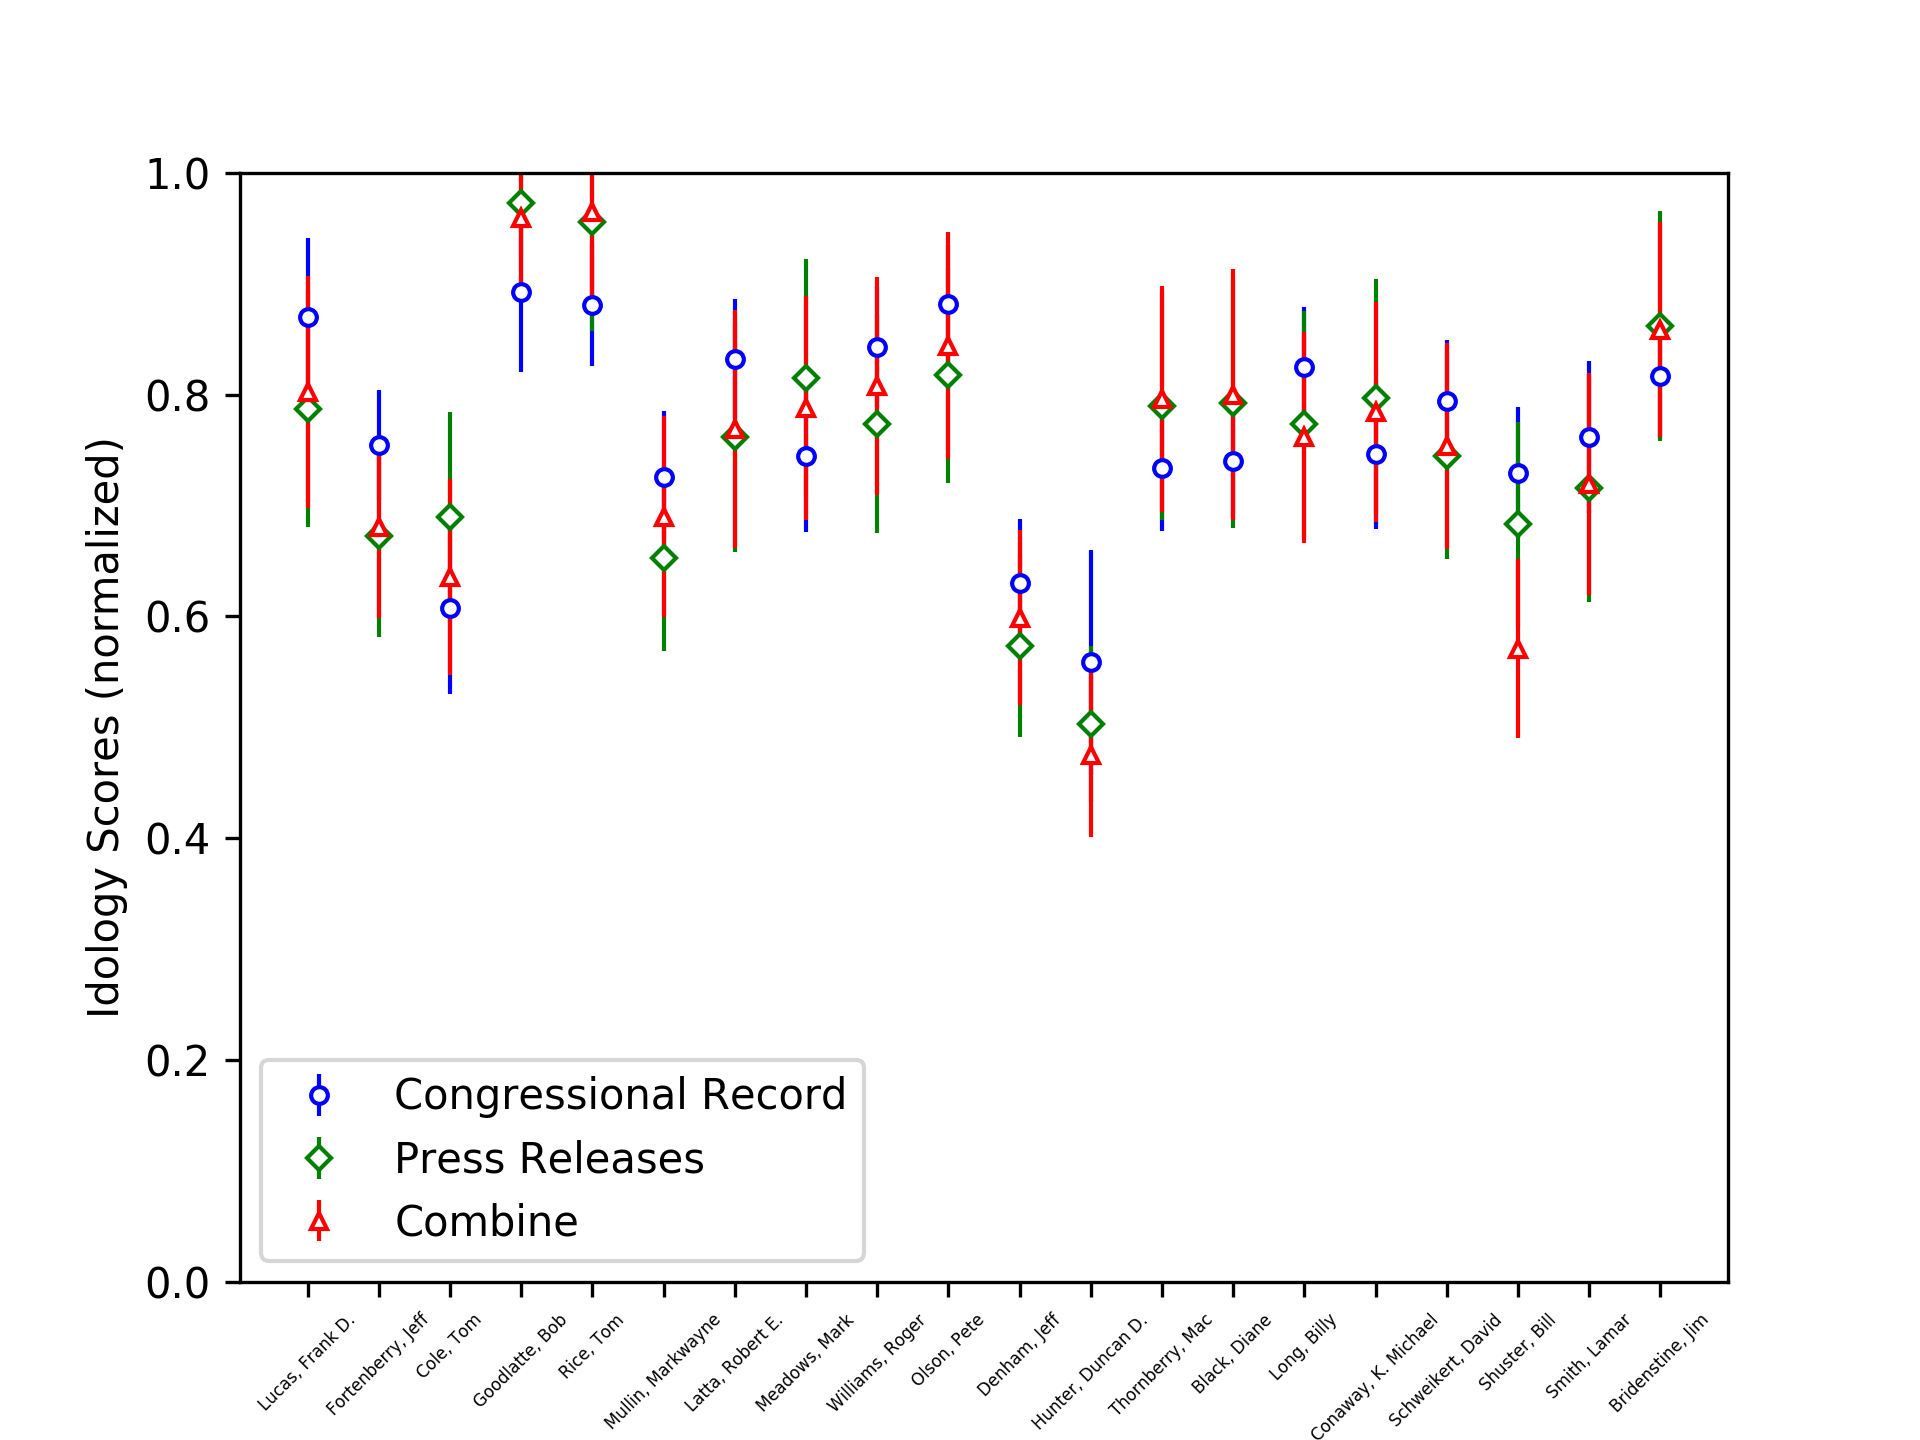 1.0
0.8
0.6
0.4
0.2
0.0
Idology Scores (normalized)
Congressional Record
Press Releases
Combine
Lucas, Frank D.
Fortenberry, Jeff
Cole, Tom
Goodlatte, Bob
Rice, Tom
Mullin, Markwayne
Latta, Robert E.
Meadows, Mark
Williams, Roger
Olson, Pete
Denham, Jeff
Hunter, Duncan D.
Thornberry, Mac
Black, Diane
Long, Billy
Conaway, K. Michael
Schweikert, David
Shuster, Bill
Smith, Lamar
Bridenstine, Jim